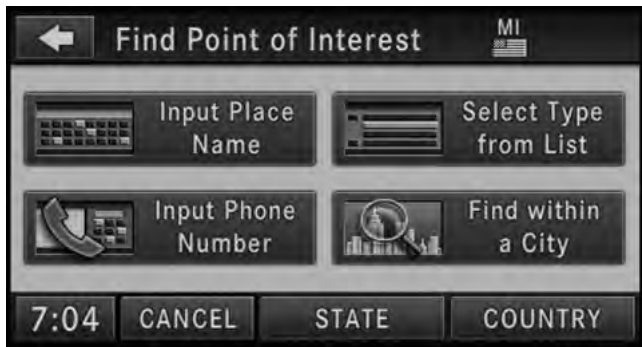 Find Point of Interest
MI
Input Place
Name
Select Type
from List
Input Phone
Number
Find within
a City
7:04
CANCEL
STATE
COUNTRY